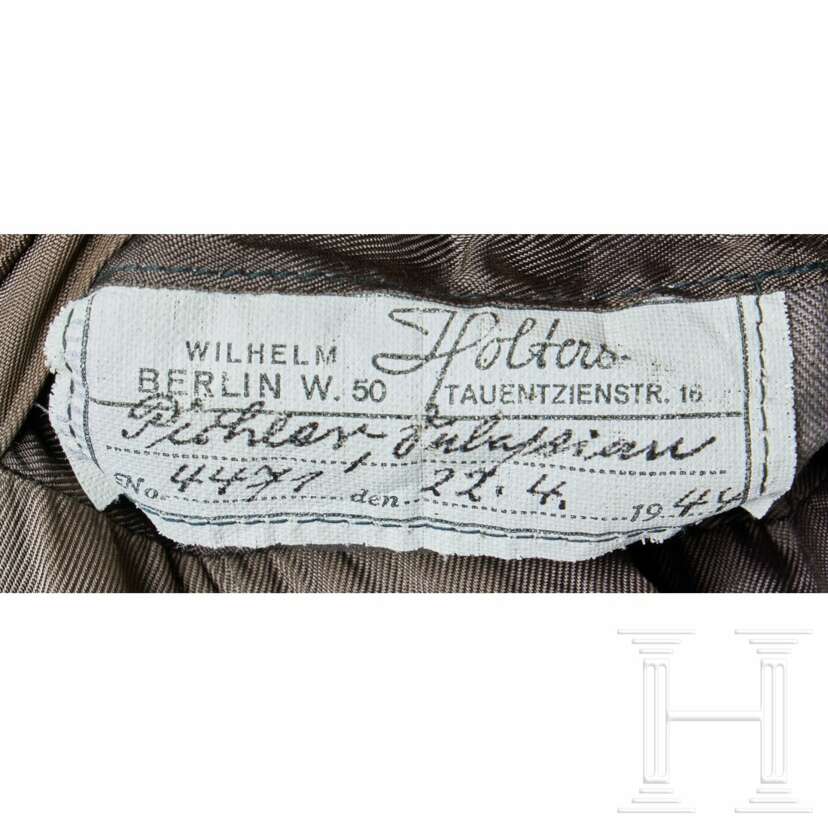 WILHELM Holters
BERLIN W. 50 TAUENTZIENSTR. 16
No. 4471 den 22.4. 1944
H